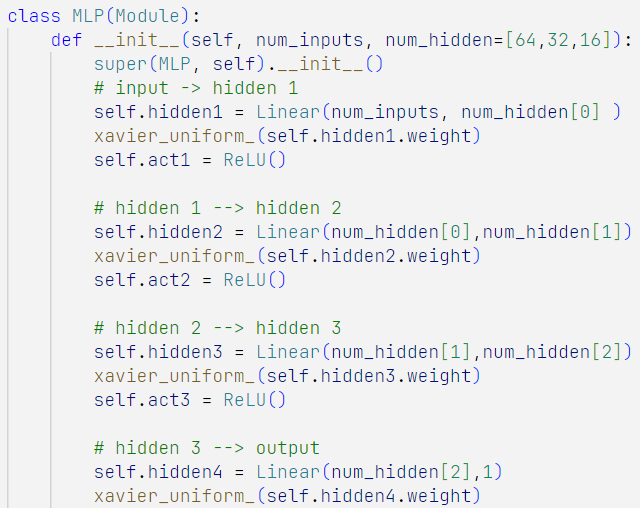 class MLP(Module):
    def __init__(self, num_inputs, num_hidden=[64,32,16]):
        super(MLP, self).__init__()
        # input -> hidden 1
        self.hidden1 = Linear(num_inputs, num_hidden[0] )
        xavier_uniform_(self.hidden1.weight)
        self.act1 = ReLU()

        # hidden 1 --> hidden 2
        self.hidden2 = Linear(num_hidden[0],num_hidden[1])
        xavier_uniform_(self.hidden2.weight)
        self.act2 = ReLU()

        # hidden 2 --> hidden 3
        self.hidden3 = Linear(num_hidden[1],num_hidden[2])
        xavier_uniform_(self.hidden3.weight)
        self.act3 = ReLU()

        # hidden 3 --> output
        self.hidden4 = Linear(num_hidden[2],1)
        xavier_uniform_(self.hidden4.weight)